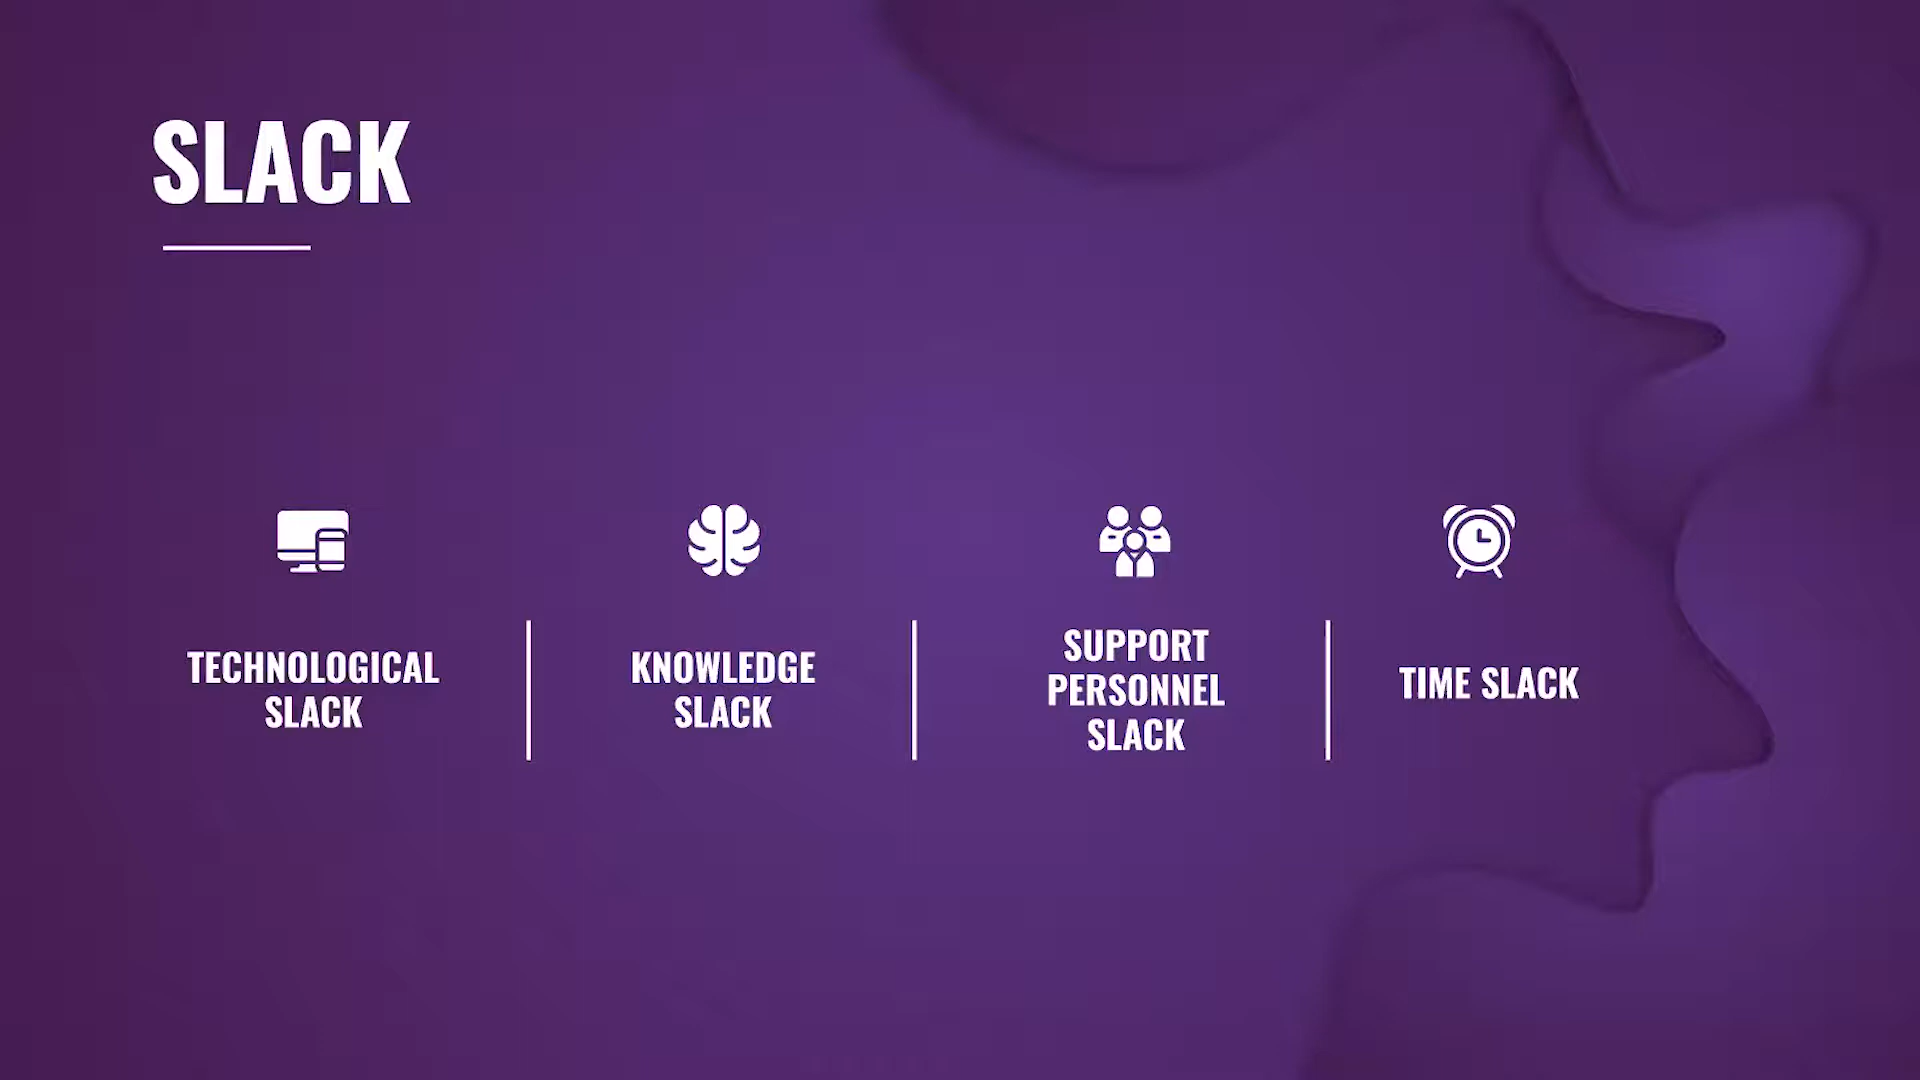 SLACK
TECHNOLOGICAL
SLACK
KNOWLEDGE
SLACK
SUPPORT
PERSONNEL
SLACK
TIME SLACK